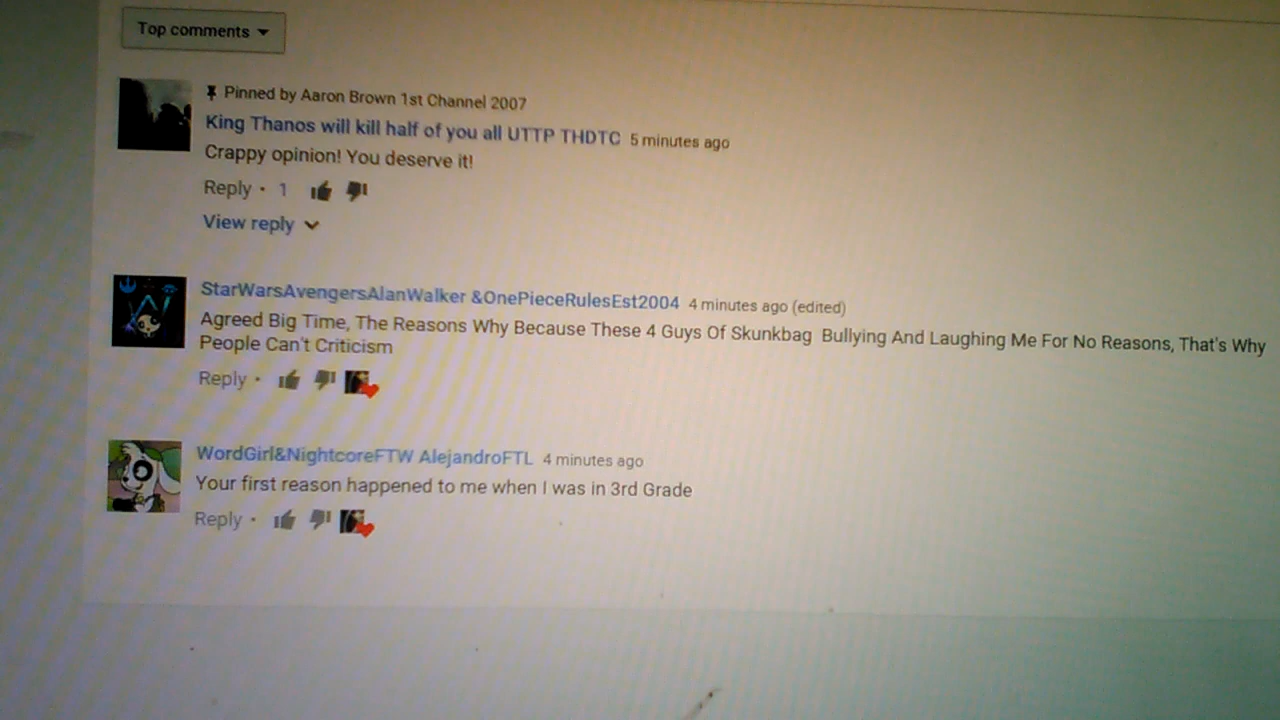 Top comments
Pinned by Aaron Brown 1st Channel 2007
King Thanos will kill half of you all UTTP THDTC 5 minutes ago
Crappy opinion! You deserve it!
Reply • 1
View reply
StarWarsAvengersAlanWalker &OnePieceRulesEst2004 4 minutes ago (edited)
Agreed Big Time, The Reasons Why Because These 4 Guys Of Skunkbag Bullying And Laughing Me For No Reasons, That's Why
People Can't Criticism
Reply •
WordGirl&NightcoreFTW AlejandroFTL 4 minutes ago
Your first reason happened to me when I was in 3rd Grade
Reply •